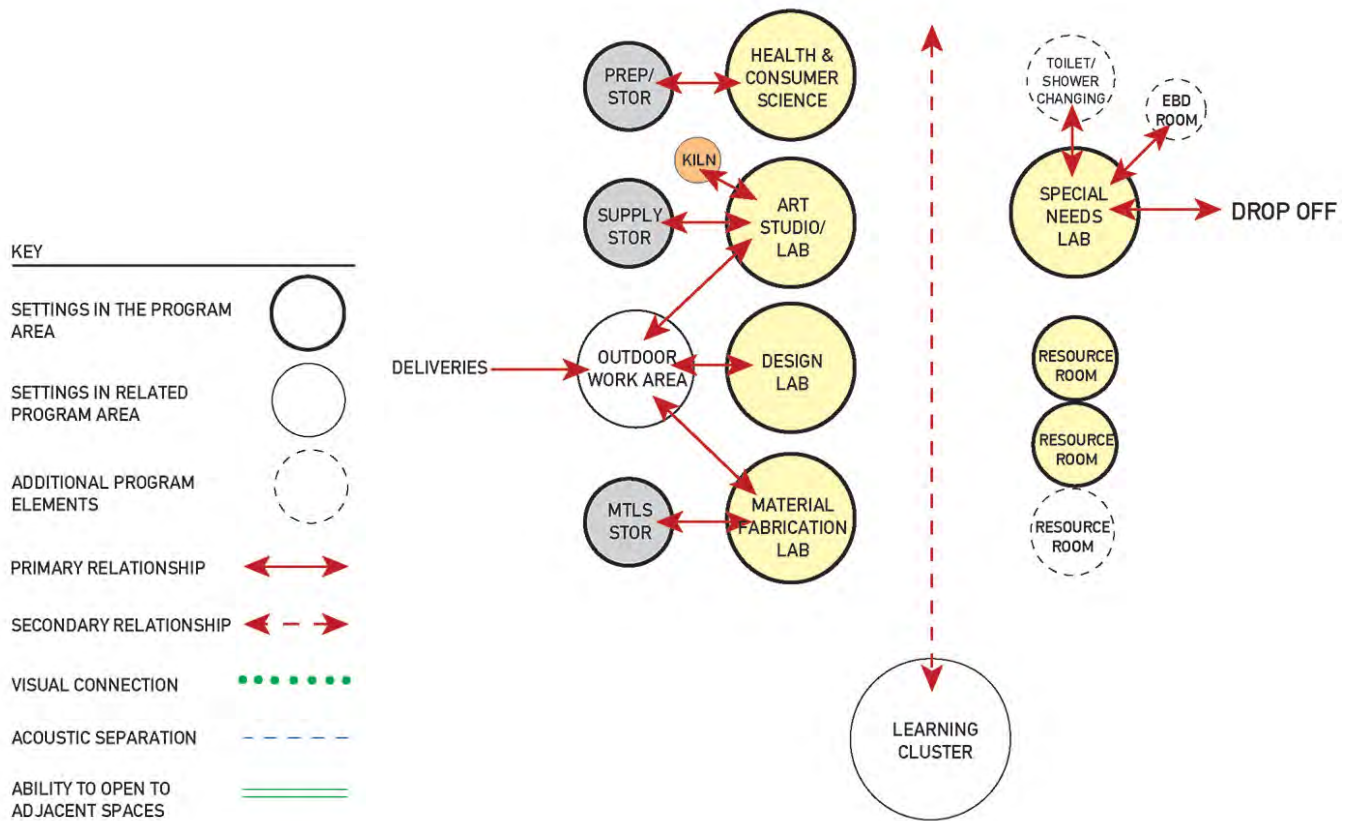 KEY
SETTINGS IN THE PROGRAM
AREA
SETTINGS IN RELATED
PROGRAM AREA
ADDITIONAL PROGRAM
ELEMENTS
PRIMARY RELATIONSHIP
SECONDARY RELATIONSHIP
VISUAL CONNECTION
ACOUSTIC SEPARATION
ABILITY TO OPEN TO
ADJACENT SPACES
PREP/
STOR
HEALTH &
CONSUMER
SCIENCE
KILN
SUPPLY
STOR
ART
STUDIO/
LAB
DELIVERIES
OUTDOOR
WORK AREA
DESIGN
LAB
MTLS
STOR
MATERIAL
FABRICATION
LAB
TOILET/
SHOWER
CHANGING
EBD
ROOM
SPECIAL
NEEDS
LAB
DROP OFF
RESOURCE
ROOM
RESOURCE
ROOM
RESOURCE
ROOM
LEARNING
CLUSTER